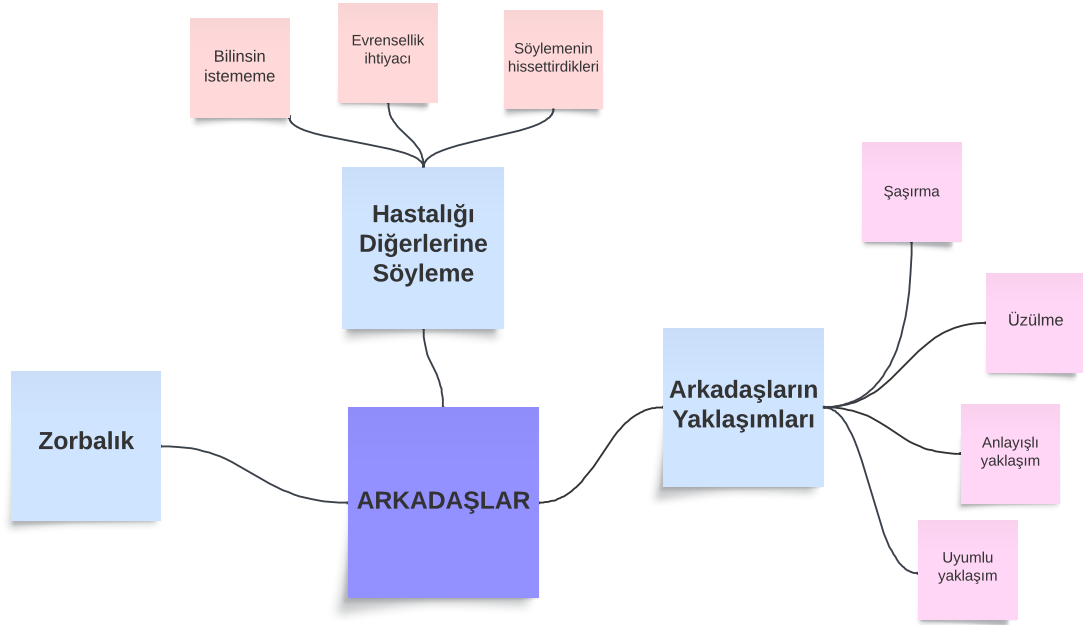 Bilinsin
istememe
Evrensellik
ihtiyacı
Söylemenin
hissettirdikleri
Hastalığı
Diğerlerine
Söyleme
Şaşırma
Üzülme
Arkadaşların
Yaklaşımları
Zorbalık
ARKADAŞLAR
Anlayışlı
yaklaşım
Uyumlu
yaklaşım